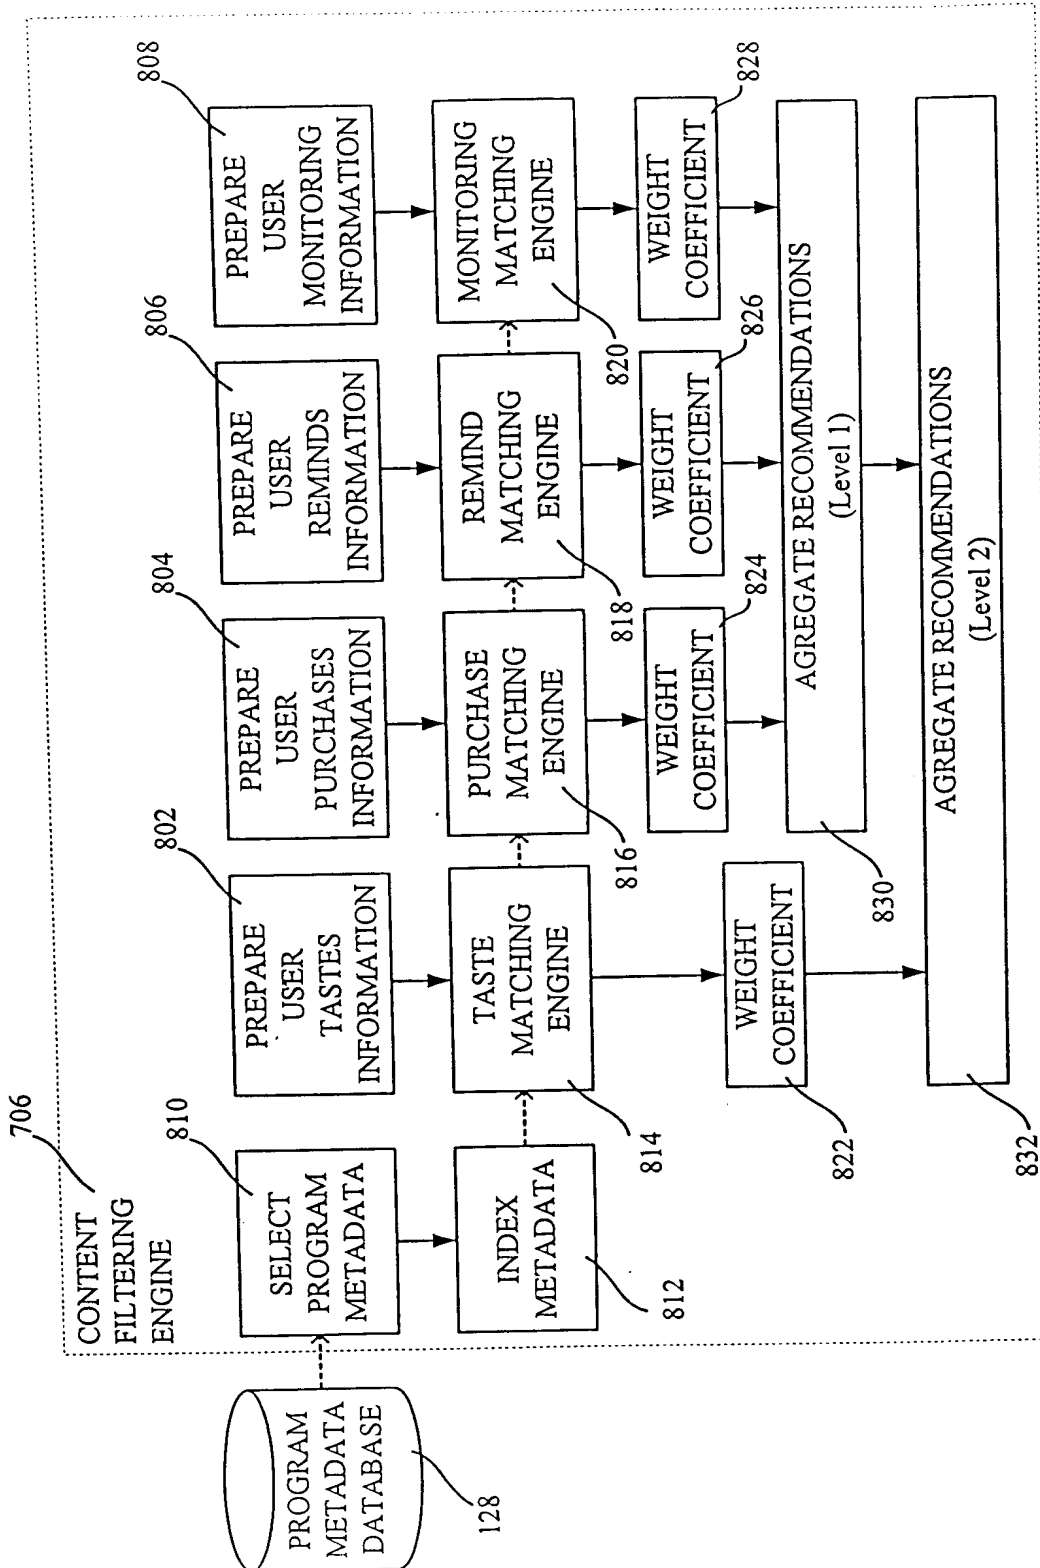 706
CONTENT
FILTERING
ENGINE
PROGRAM
METADATA
DATABASE
128
810
SELECT
PROGRAM
METADATA
802
PREPARE
USER
TASTES
INFORMATION
804
PREPARE
USER
PURCHASES
INFORMATION
806
PREPARE
USER
REMINDS
INFORMATION
808
PREPARE
USER
MONITORING
INFORMATION
INDEX
METADATA
812
TASTE
MATCHING
ENGINE
814
PURCHASE
MATCHING
ENGINE
816
REMIND
MATCHING
ENGINE
818
MONITORING
MATCHING
ENGINE
820
WEIGHT
COEFFICIENT
822
WEIGHT
COEFFICIENT
824
WEIGHT
COEFFICIENT
826
WEIGHT
COEFFICIENT
828
AGREGATE RECOMMENDATIONS
(Level 1)
830
AGREGATE RECOMMENDATIONS
(Level 2)
832